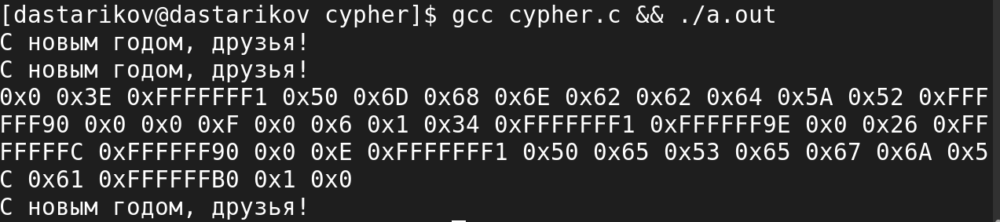 [dastarikov@dastarikov cypher]$ gcc cypher.c && ./a.out
С новым годом, друзья!
С новым годом, друзья!
0x0 0x3E 0xFFFFFFF1 0x50 0x6D 0x68 0x6E 0x62 0x62 0x64 0x5A 0x52 0xFFF
FFF90 0x0 0x0 0xF 0x0 0x6 0x1 0x34 0xFFFFFFF1 0xFFFFFF9E 0x0 0x26 0xFF
FFFFFC 0xFFFFFF90 0x0 0xE 0xFFFFFFF1 0x50 0x65 0x53 0x65 0x67 0x6A 0x5
C 0x61 0xFFFFFFB0 0x1 0x0
С новым годом, друзья!